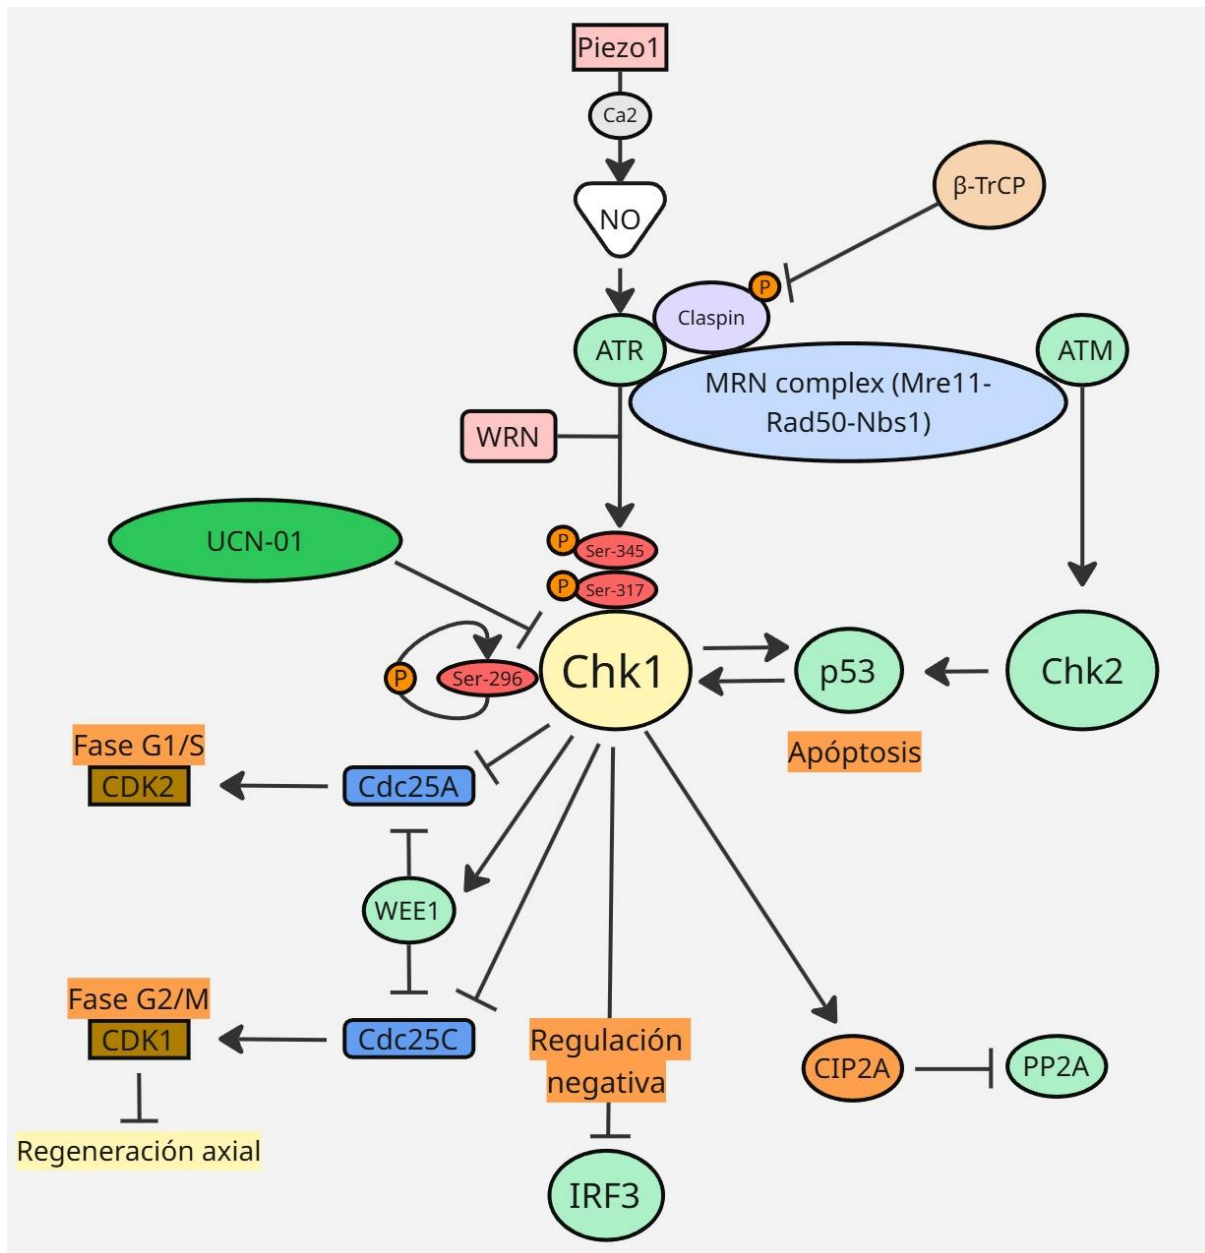 Piezo1
Ca2
NO
β-TrCP
P
Claspin
ATR
ATM
MRN complex (Mre11-
Rad50-Nbs1)
WRN
UCN-01
P
Ser-345
P
Ser-317
Chk1
p53
Chk2
P
Ser-296
Apóptosis
Fase G1/S
CDK2
Cdc25A
WEE1
Fase G2/M
CDK1
Cdc25C
Regulación
negativa
CIP2A
PP2A
Regeneración axial
IRF3